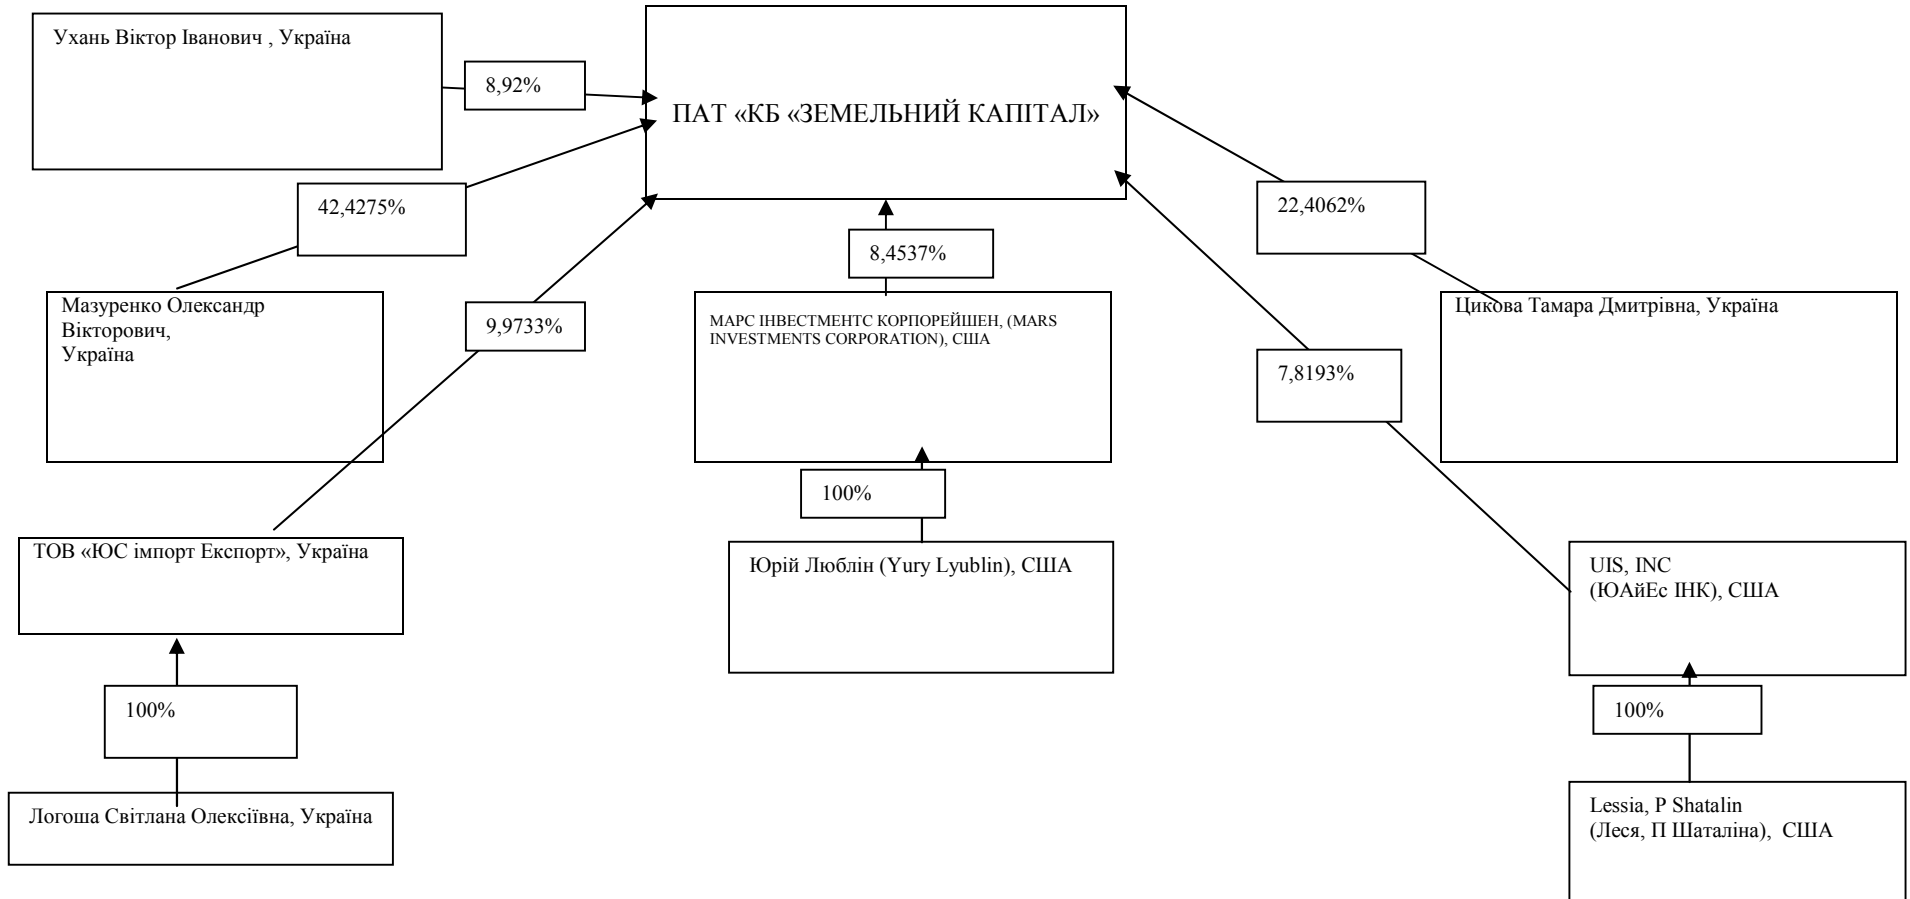 Ухань Віктор Іванович , Україна
8,92%
ПАТ «КБ «ЗЕМЕЛЬНИЙ КАПІТАЛ»
42,4275%
22,4062%
8,4537%
Мазуренко Олександр
Вікторович,
Україна
9,9733%
МАРС ІНВЕСТМЕНТС КОРПОРЕЙШЕН, (MARS
INVESTMENTS CORPORATION), США
Цикова Тамара Дмитрівна, Україна
7,8193%
100%
ТОВ «ЮС імпорт Експорт», Україна
Юрій Люблін (Yury Lyublin), США
UIS, INC
(ЮАйЕс ІНК), США
100%
100%
Логоша Світлана Олексіївна, Україна
Lessia, P Shatalin
(Леся, П Шаталіна),  США